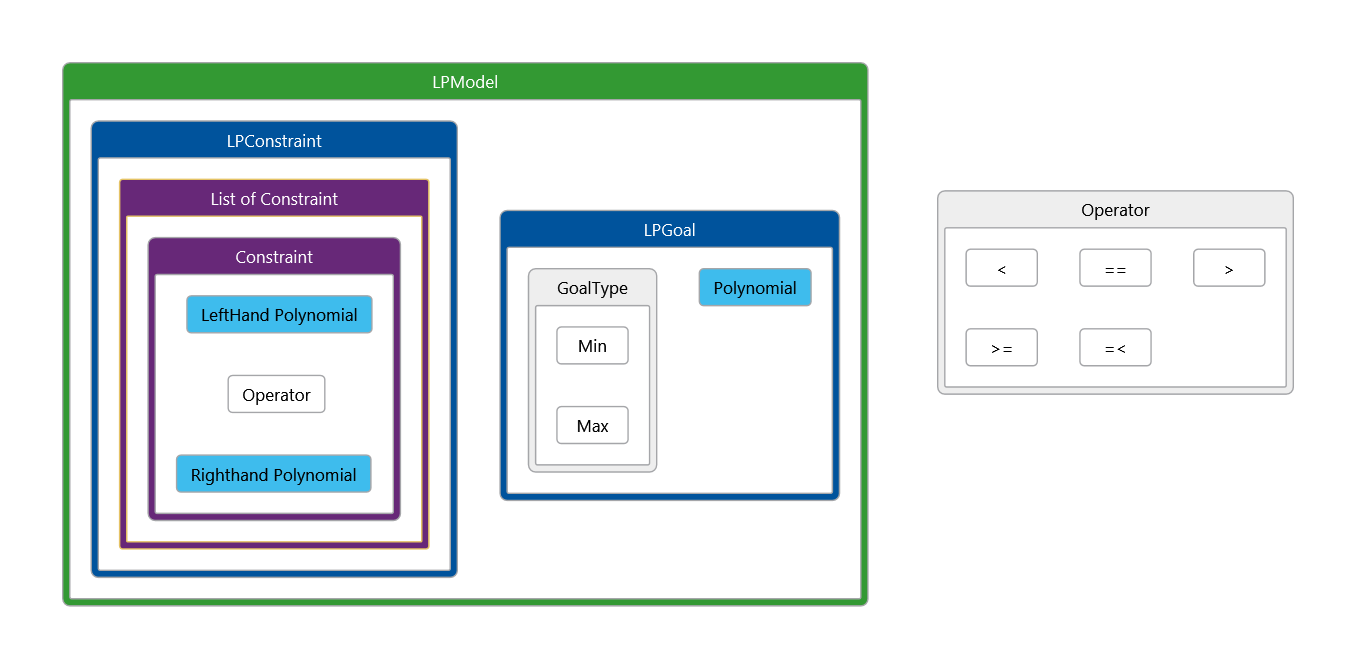 LPModel
LPConstraint
List of Constraint
Constraint
LeftHand Polynomial
Operator
Righthand Polynomial
LPGoal
GoalType
Min
Max
Polynomial
Operator
< == >
>= =<